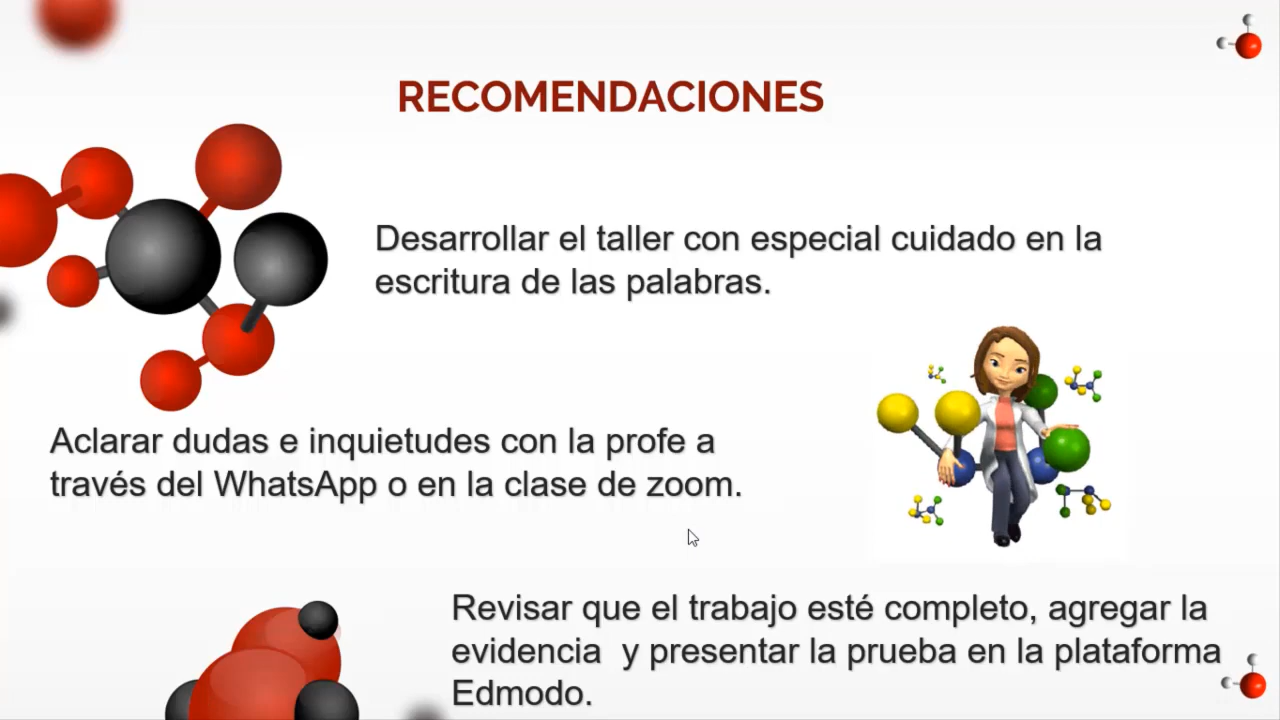 RECOMENDACIONES
Desarrollar el taller con especial cuidado en la
escritura de las palabras.
Aclarar dudas e inquietudes con la profe a
través del WhatsApp o en la clase de zoom.
Revisar que el trabajo esté completo, agregar la
evidencia  y presentar la prueba en la plataforma
Edmodo.